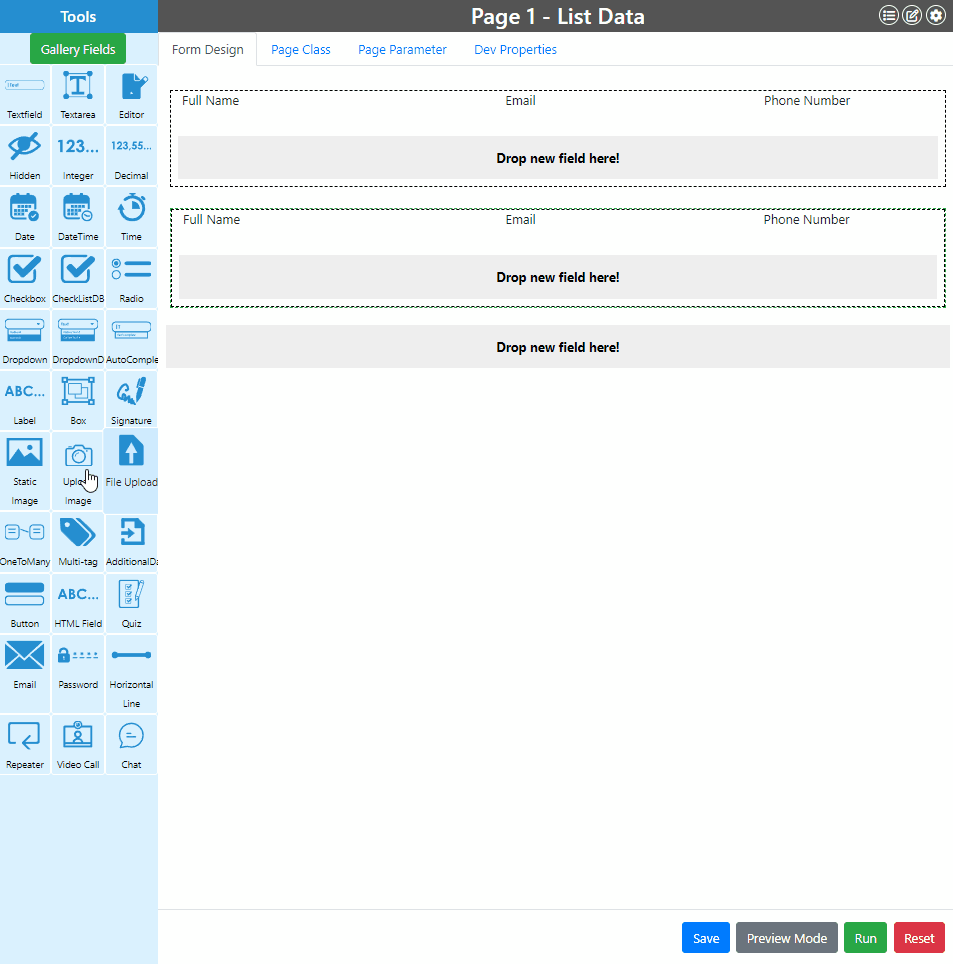 Tools
Page 1 - List Data
Gallery Fields
Form Design Page Class Page Parameter Dev Properties
Textfield Textarea Editor
123... 123,55...
Hidden Integer Decimal
Date DateTime Time
Checkbox CheckListDB Radio
Dropdown DropdownD AutoComple
ABC...
Label Box Signature
Static Image
Image
File Upload
OneToMany Multi-tag AdditionalDa
ABC...
Button HTML Field Quiz
Email Password Horizontal Line
Repeater Video Call Chat
Full Name Email Phone Number
Drop new field here!
Full Name Email Phone Number
Drop new field here!
Drop new field here!
Save Preview Mode Run Reset